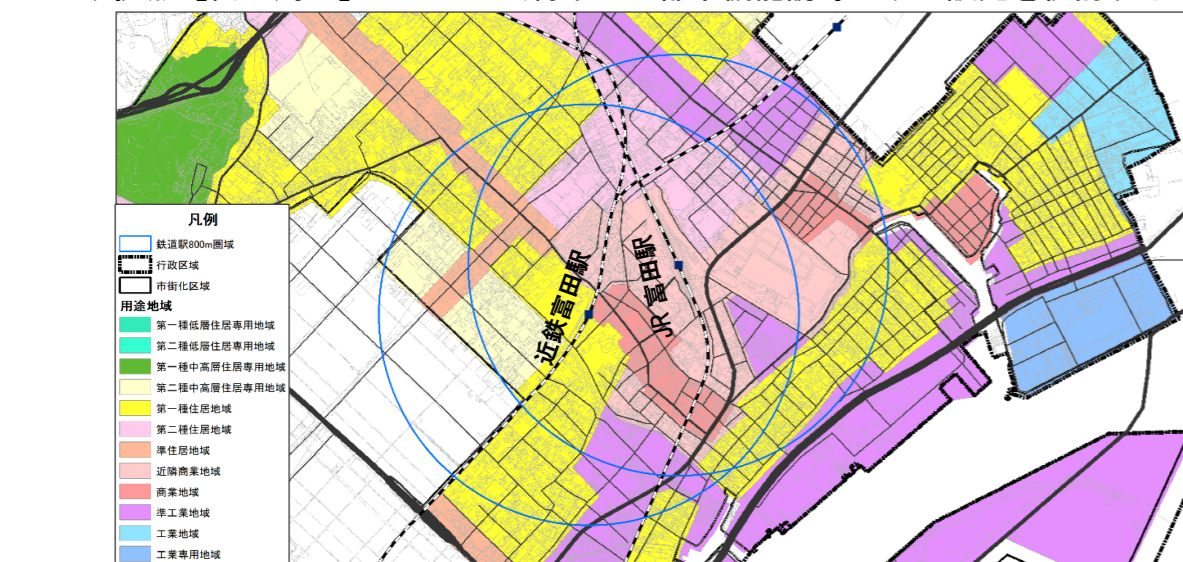 近鉄富田駅
JR富田駅
凡例
鉄道駅800m圏域
行政区域
市街化区域
用途地域
第一種低層住居専用地域
第二種低層住居専用地域
第一種中高層住居専用地域
第二種中高層住居専用地域
第一種住居地域
第二種住居地域
準住居地域
近隣商業地域
商業地域
準工業地域
工業地域
工業専用地域